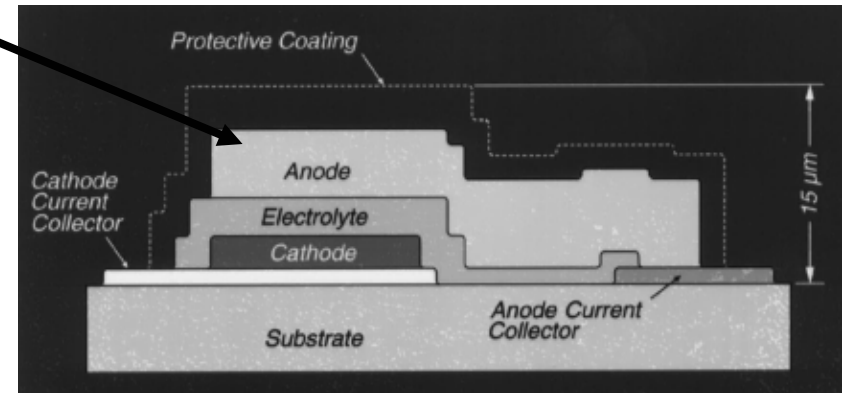 Protective Coating
Anode
Cathode
Current
Collector
Electrolyte
Cathode
15 μm
Anode Current
Collector
Substrate